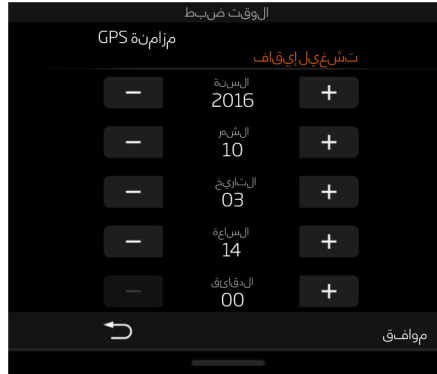 الوقت ضبط
مزامنة GPS
تشغيل إيقاف
السنة
2016
الشهر
10
التاريخ
03
الساعة
14
الدقائق
00
موافق